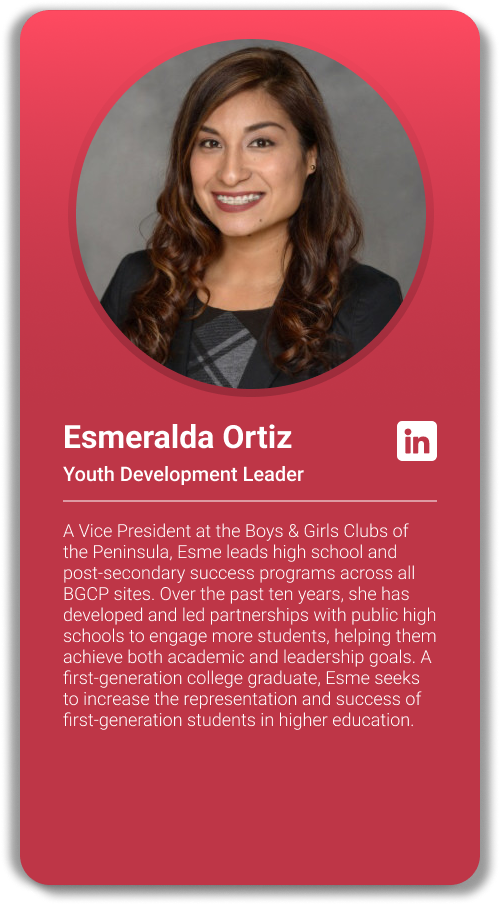 Esmeralda Ortiz
in
Youth Development Leader
A Vice President at the Boys & Girls Clubs of
the Peninsula, Esme leads high school and
post-secondary success programs across all
BGCP sites. Over the past ten years, she has
developed and led partnerships with public high
schools to engage more students, helping them
achieve both academic and leadership goals. A
first-generation college graduate, Esme seeks
to increase the representation and success of
first-generation students in higher education.